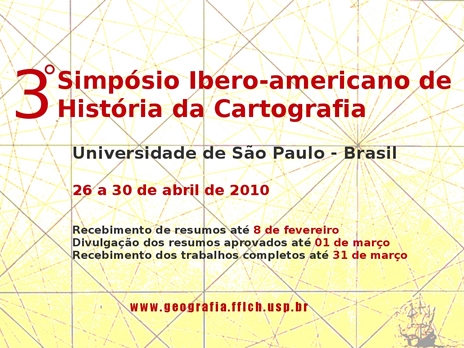 3° Simpósio Ibero-americano de
História da Cartografia
Universidade de São Paulo - Brasil
26 a 30 de abril de 2010
Recebimento de resumos até 8 de fevereiro
Divulgação dos resumos aprovados até 01 de março
Recebimento dos trabalhos completos até 31 de março
www.geografia.fflch.usp.br